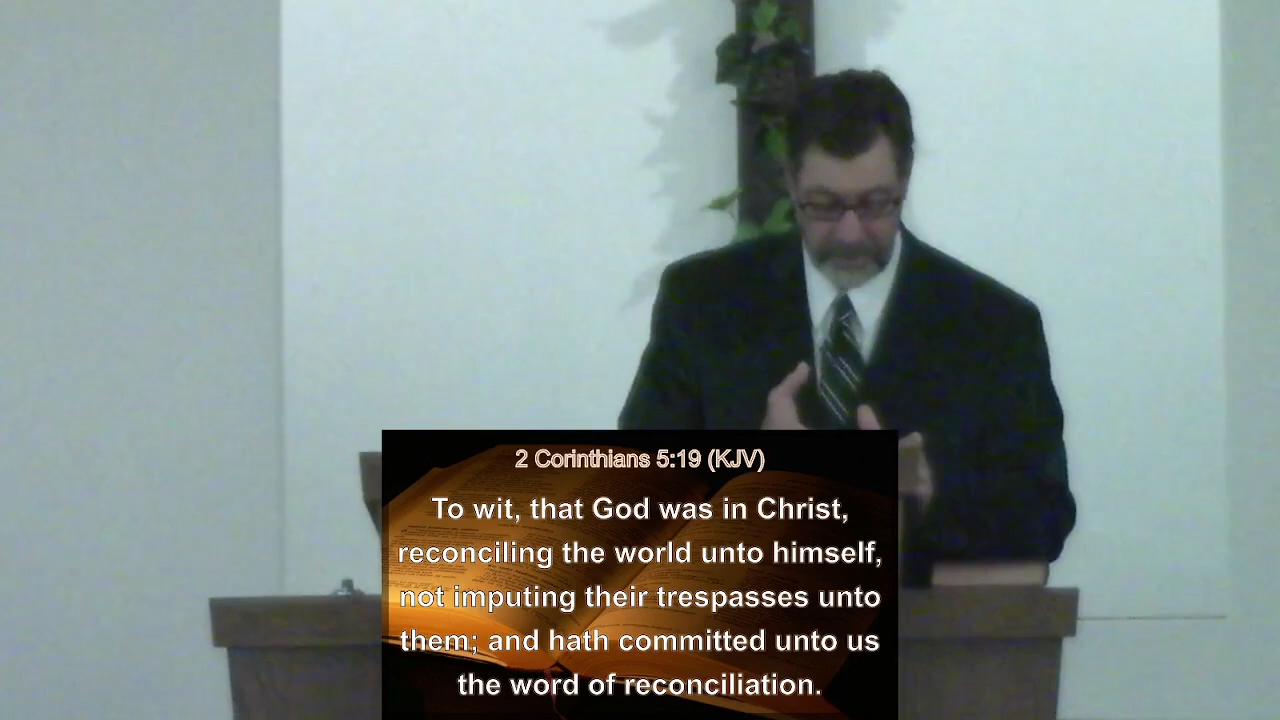 2 Corinthians 5:19 (KJV)
To wit, that God was in Christ,
reconciling the world unto himself,
not imputing their trespasses unto
them; and hath committed unto us
the word of reconciliation.